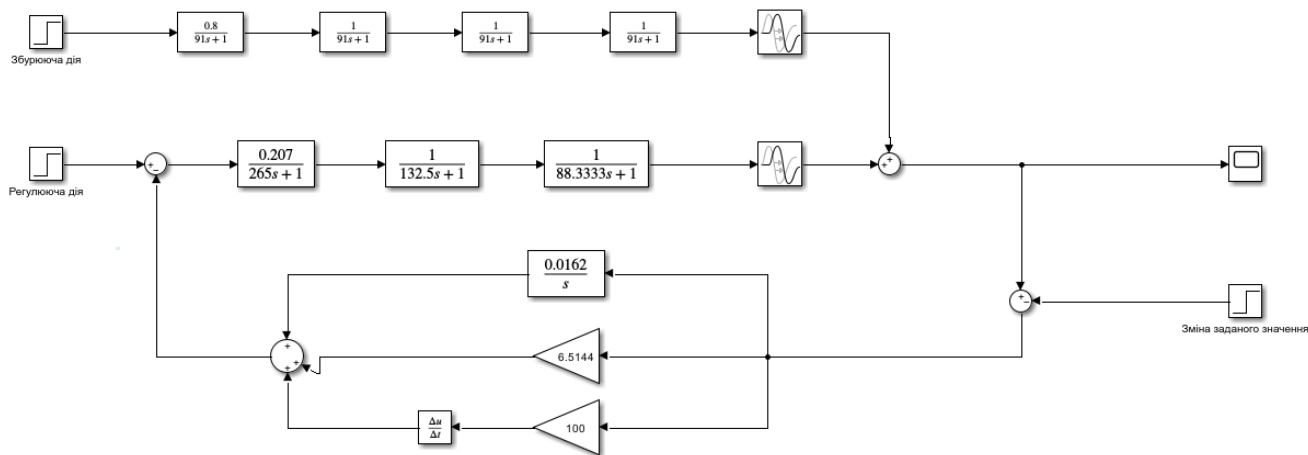 0.8
91s + 1
1
91s + 1
1
91s + 1
1
91s + 1
Збурююча дія
+
+
Регулююча дія
+
−
0.207
265s + 1
1
132.5s + 1
1
88.3333s + 1
0.0162
s
+
−
Зміна заданого значення
+
+
+
6.5144
Δu
Δt
100